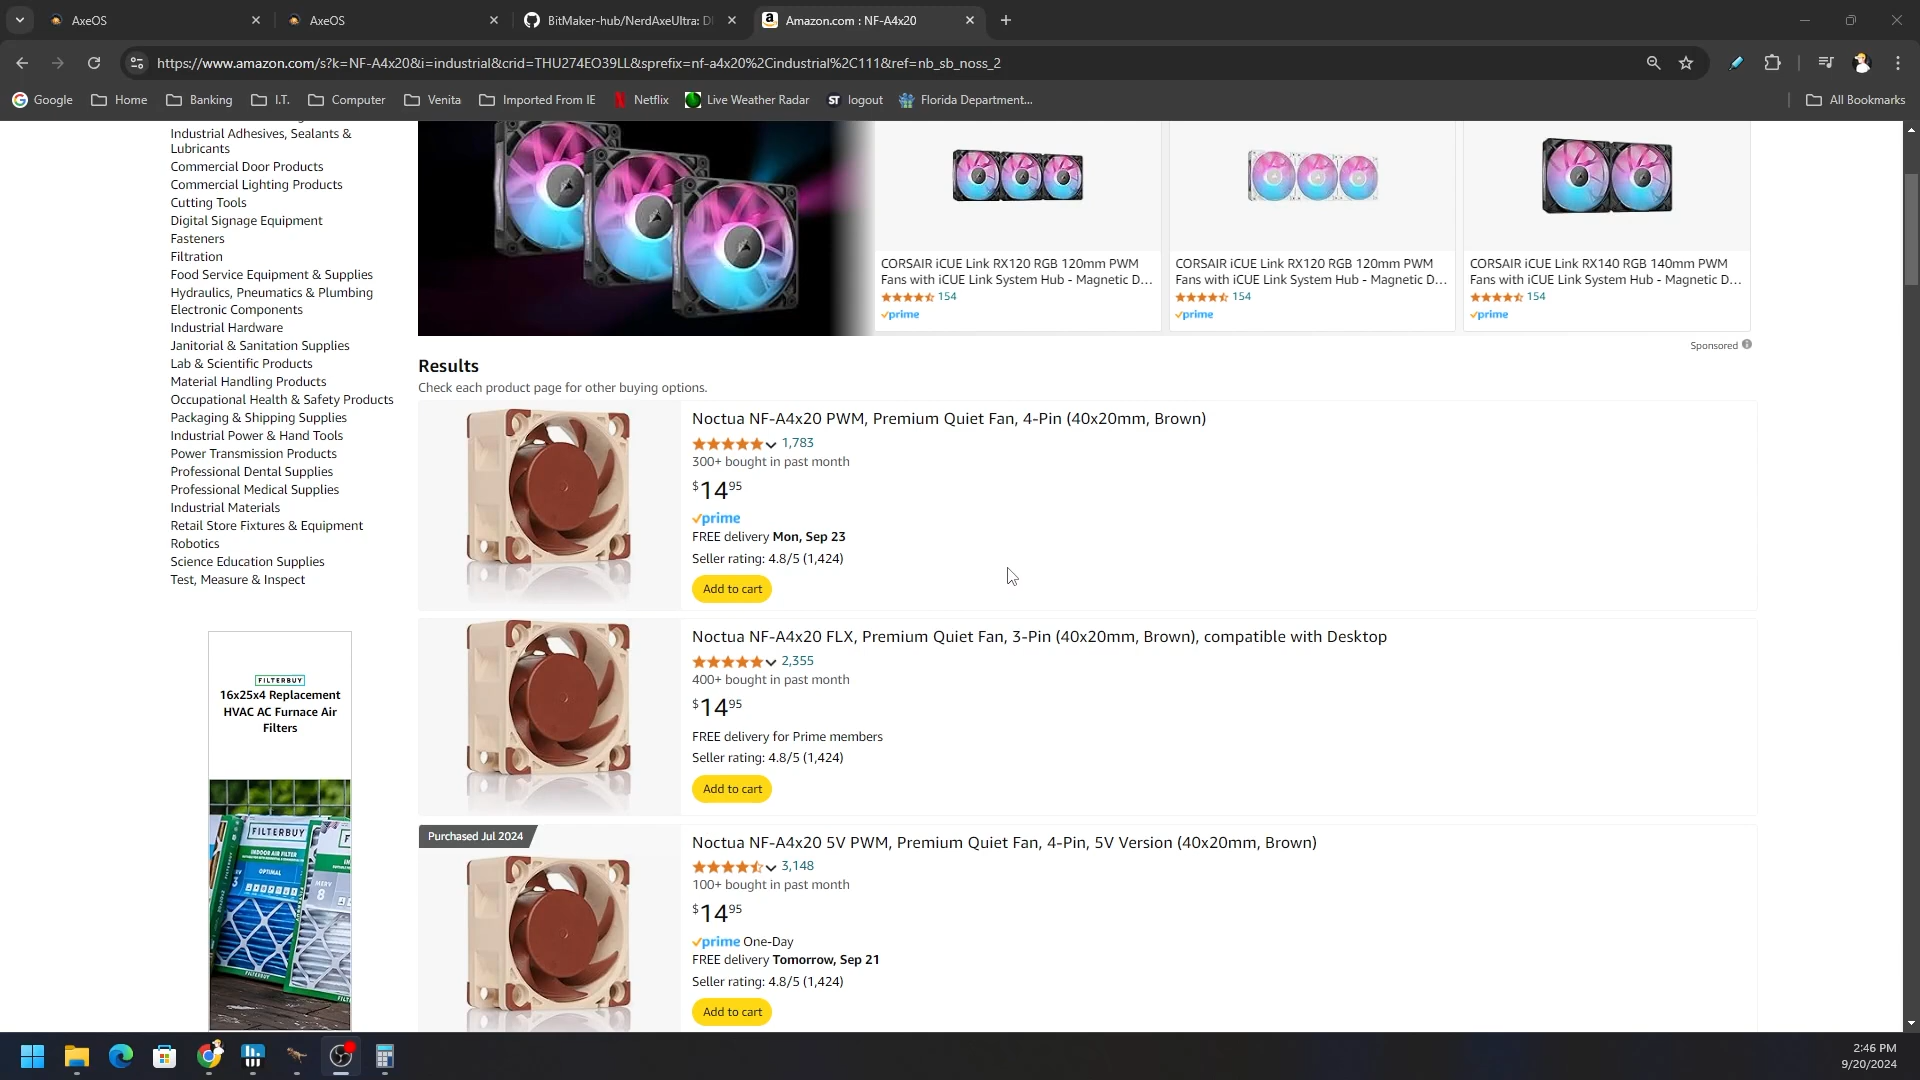 AxeOS
AxeOS
BitMaker-hub/NerdAxeUltra: D
Amazon.com : NF-A4x20
https://www.amazon.com/s?k=NF-A4x20&i=industrial&crid=THU274EO39LL&sprefix=nf-a4x20%2Cindustrial%2C111&ref=nb_sb_noss_2
Google
Home
Banking
I.T.
Computer
Venita
Imported From IE
Netflix
Live Weather Radar
ST logout
Florida Department...
All Bookmarks
Industrial Adhesives, Sealants &
Lubricants
Commercial Door Products
Commercial Lighting Products
Cutting Tools
Digital Signage Equipment
Fasteners
Filtration
Food Service Equipment & Supplies
Hydraulics, Pneumatics & Plumbing
Electronic Components
Industrial Hardware
Janitorial & Sanitation Supplies
Lab & Scientific Products
Material Handling Products
Occupational Health & Safety Products
Packaging & Shipping Supplies
Industrial Power & Hand Tools
Power Transmission Products
Professional Dental Supplies
Professional Medical Supplies
Industrial Materials
Retail Store Fixtures & Equipment
Robotics
Science Education Supplies
Test, Measure & Inspect
FILTERBUY
16x25x4 Replacement
HVAC AC Furnace Air
Filters
FILTERBUY
INDOOR AIR FILTER
OPTIMAL
MERV
8
FILTERBUY
CORSAIR iCUE Link RX120 RGB 120mm PWM
Fans with iCUE Link System Hub - Magnetic D...
154
prime
CORSAIR iCUE Link RX120 RGB 120mm PWM
Fans with iCUE Link System Hub - Magnetic D...
154
prime
CORSAIR iCUE Link RX140 RGB 140mm PWM
Fans with iCUE Link System Hub - Magnetic D...
154
prime
Sponsored
Results
Check each product page for other buying options.
Noctua NF-A4x20 PWM, Premium Quiet Fan, 4-Pin (40x20mm, Brown)
1,783
300+ bought in past month
$14 95
prime
FREE delivery Mon, Sep 23
Seller rating: 4.8/5 (1,424)
Add to cart
Noctua NF-A4x20 FLX, Premium Quiet Fan, 3-Pin (40x20mm, Brown), compatible with Desktop
2,355
400+ bought in past month
$14 95
FREE delivery for Prime members
Seller rating: 4.8/5 (1,424)
Add to cart
Purchased Jul 2024
Noctua NF-A4x20 5V PWM, Premium Quiet Fan, 4-Pin, 5V Version (40x20mm, Brown)
3,148
100+ bought in past month
$14 95
prime One-Day
FREE delivery Tomorrow, Sep 21
Seller rating: 4.8/5 (1,424)
Add to cart
2:46 PM
9/20/2024